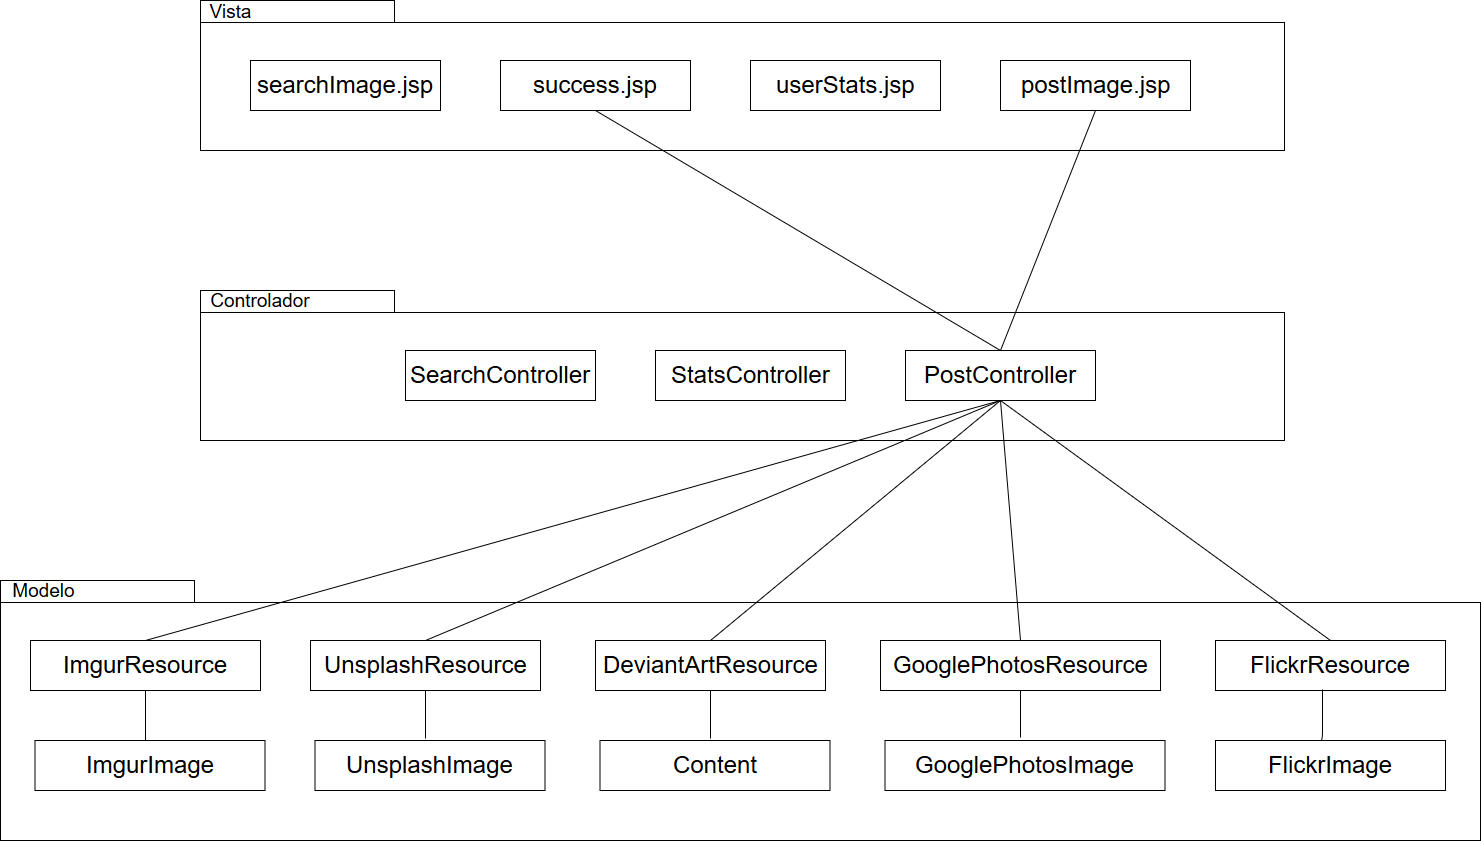 Vista
searchImage.jsp
success.jsp
userStats.jsp
postImage.jsp
Controlador
SearchController
StatsController
PostController
Modelo
ImgurResource
UnsplashResource
DeviantArtResource
GooglePhotosResource
FlickrResource
ImgurImage
UnsplashImage
Content
GooglePhotosImage
FlickrImage